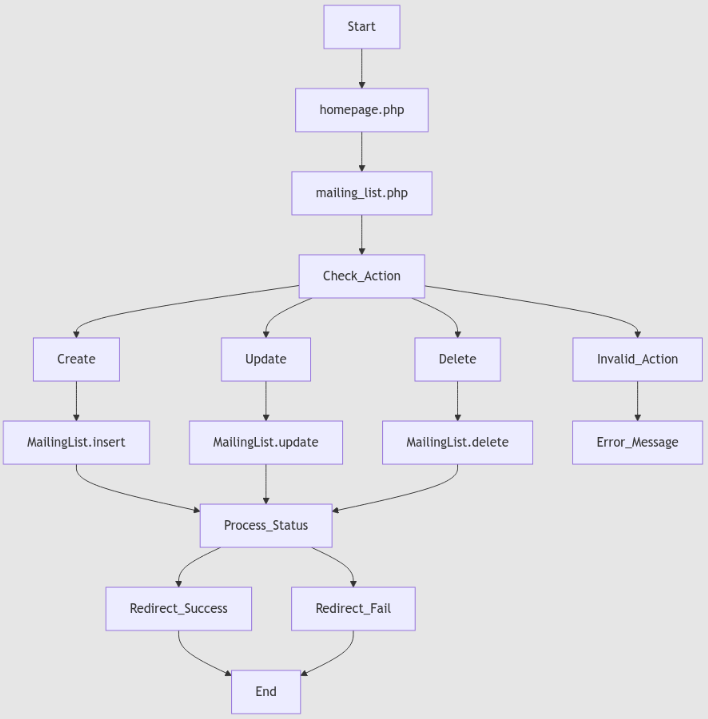 Start
homepage.php
mailing_list.php
Check_Action
Create
Update
Delete
Invalid_Action
MailingList.insert
MailingList.update
MailingList.delete
Error_Message
Process_Status
Redirect_Success
Redirect_Fail
End